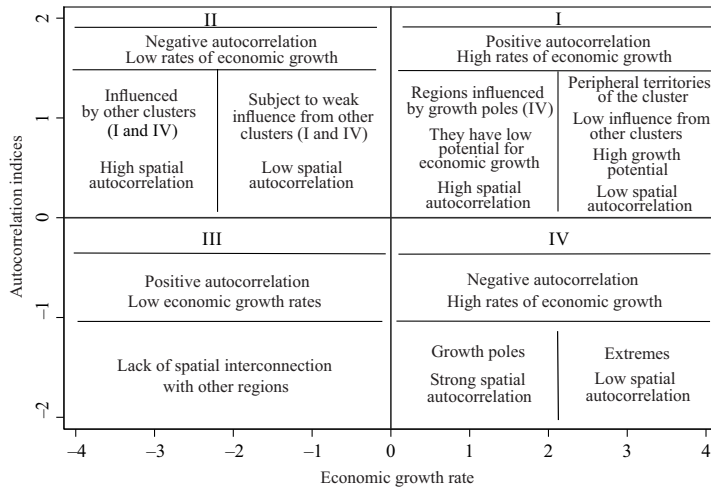 II
Negative autocorrelation
Low rates of economic growth
Influenced
by other clusters
(I and IV)
High spatial
autocorrelation
Subject to weak
influence from other
clusters (I and IV)
Low spatial
autocorrelation
I
Positive autocorrelation
High rates of economic growth
Regions influenced
by growth poles (IV)
They have low
potential for
economic growth
High spatial
autocorrelation
Peripheral territories
of the cluster
Low influence from
other clusters
High growth
potential
Low spatial
autocorrelation
III
Positive autocorrelation
Low economic growth rates
Lack of spatial interconnection
with other regions
IV
Negative autocorrelation
High rates of economic growth
Growth poles
Strong spatial
autocorrelation
Extremes
Low spatial
autocorrelation
Autocorrelation indices
2
1
0
−1
−2
−4 −3 −2 −1 0 1 2 3 4
Economic growth rate